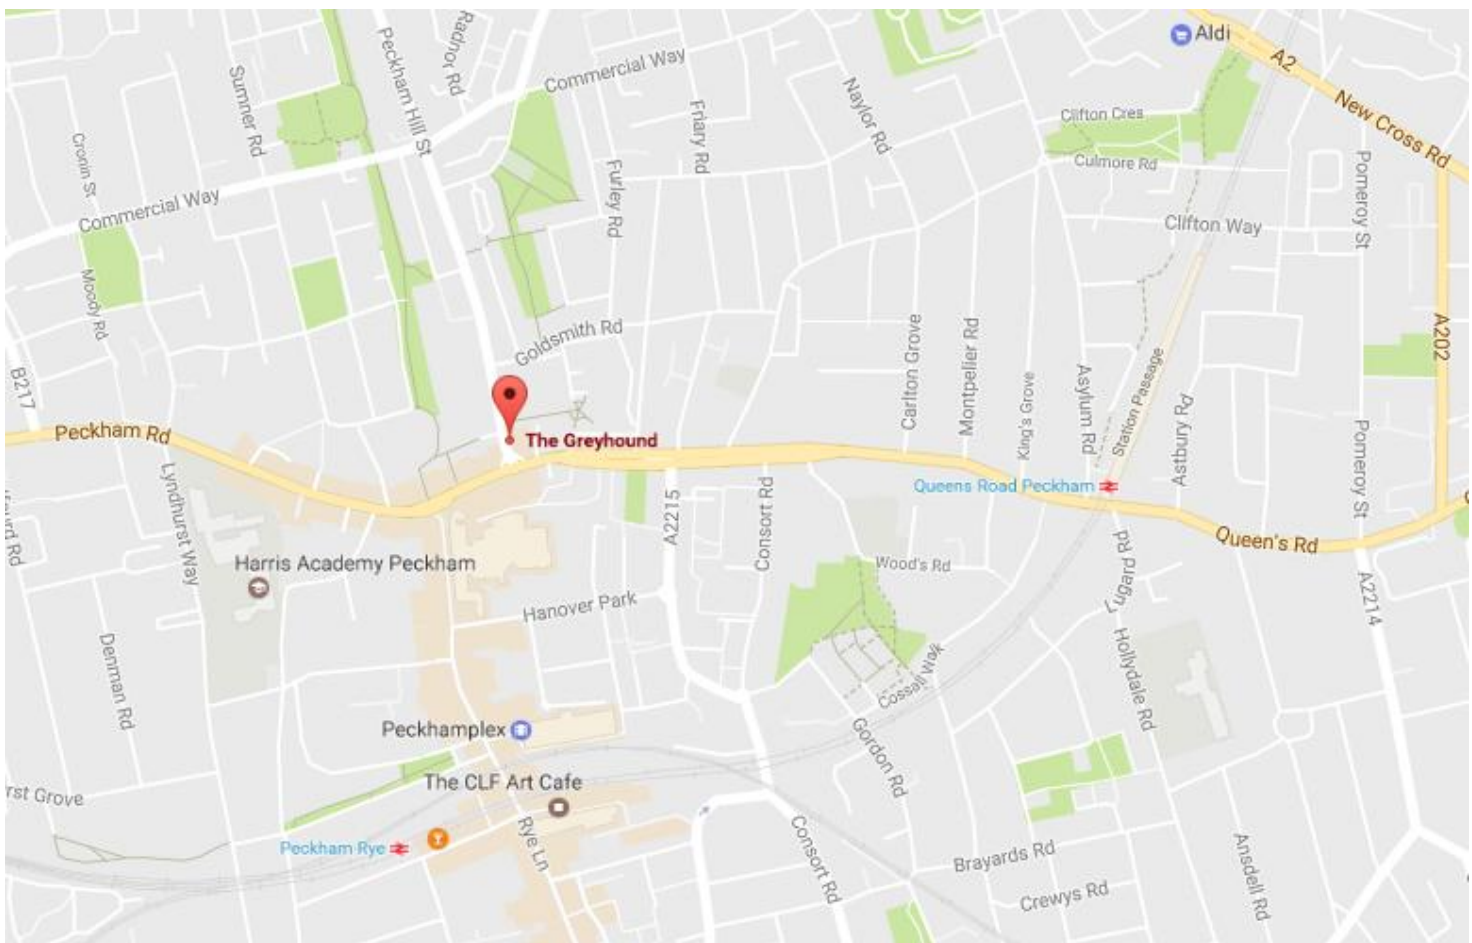 Radnor Rd
Aldi
Peckham Hill St
Commercial Way
A2
Sumner Rd
Naylor Rd
Friary Rd
New Cross Rd
Clifton Cres
Cronin St
Culmore Rd
Furley Rd
Pomeroy St
Commercial Way
Clifton Way
Moody Rd
Goldsmith Rd
A202
Carlton Grove
Montpelier Rd
B217
King's Grove
Asylum Rd
Station Passage
Astbury Rd
Peckham Rd
The Greyhound
Pomeroy St
Queens Road Peckham
Lyndhurst Way
A2215
Consort Rd
Queen's Rd
Harris Academy Peckham
Wood's Rd
Lugard Rd
A2214
Hanover Park
Denman Rd
Hollydale Rd
Cossall Walk
Peckhamplex
Gordon Rd
The CLF Art Cafe
rst Grove
Rye Ln
Peckham Rye
Consort Rd
Brayards Rd
Ansdell Rd
Crewys Rd